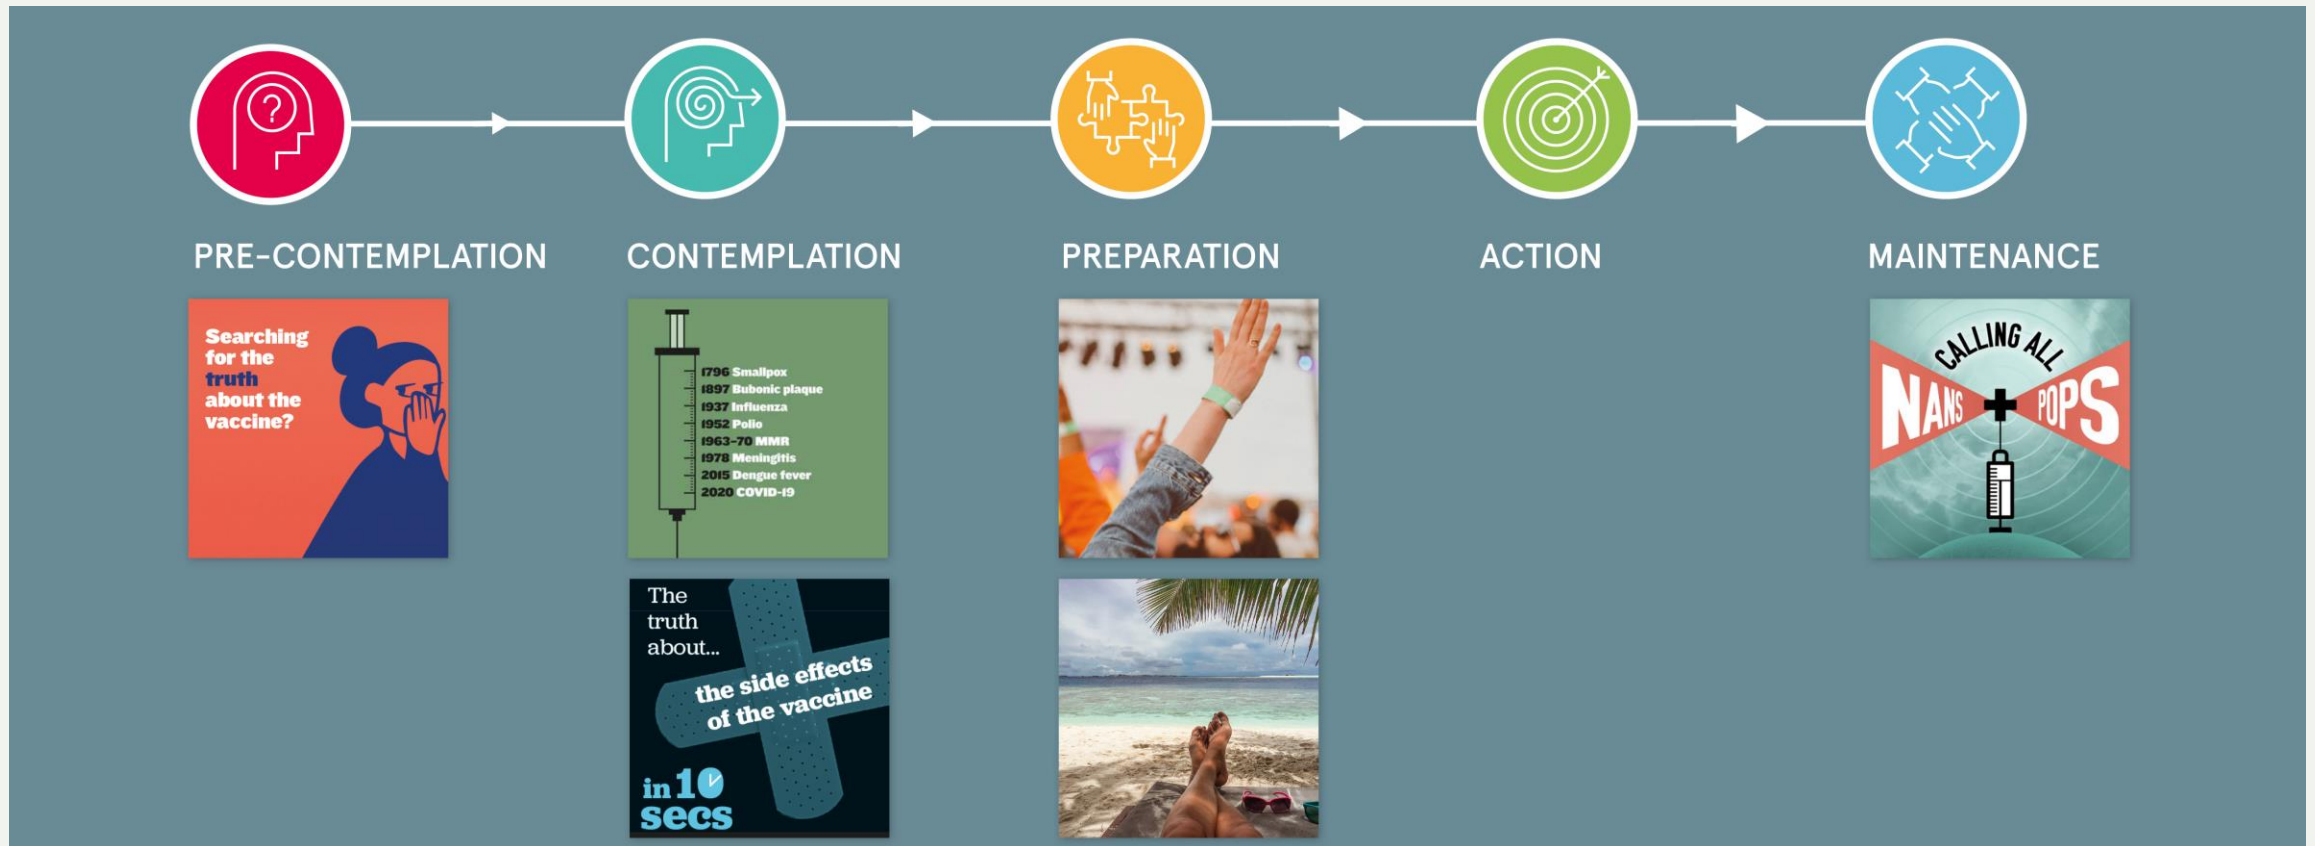 PRE-CONTEMPLATION
CONTEMPLATION
PREPARATION
ACTION
MAINTENANCE
Searching
for the
truth
about the
vaccine?
1796 Smallpox
1897 Bubonic plaque
1937 Influenza
1952 Polio
1963-70 MMR
1978 Meningitis
2015 Dengue fever
2020 COVID-19
The
truth
about...
the side effects
of the vaccine
in 10
secs
CALLING ALL
NANS + POPS